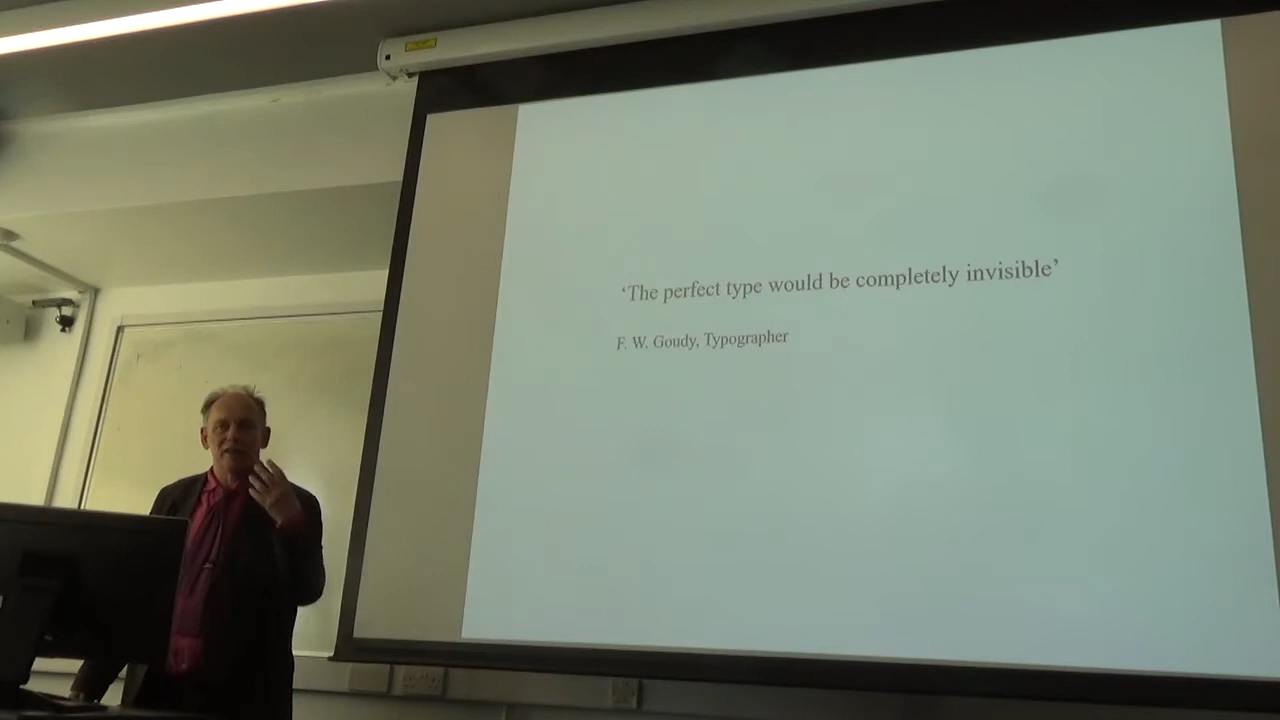 ‘The perfect type would be completely invisible’
F. W. Goudy, Typographer